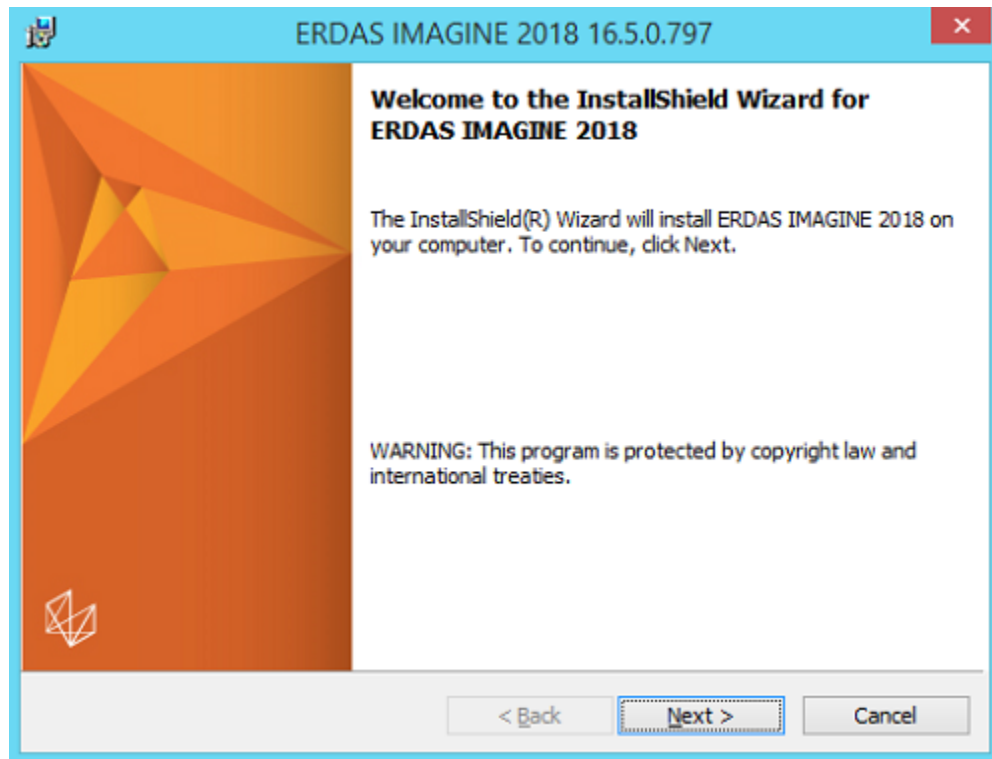 ERDAS IMAGINE 2018 16.5.0.797
Welcome to the InstallShield Wizard for
ERDAS IMAGINE 2018
The InstallShield(R) Wizard will install ERDAS IMAGINE 2018 on
your computer. To continue, click Next.
WARNING: This program is protected by copyright law and
international treaties.
< Back Next > Cancel